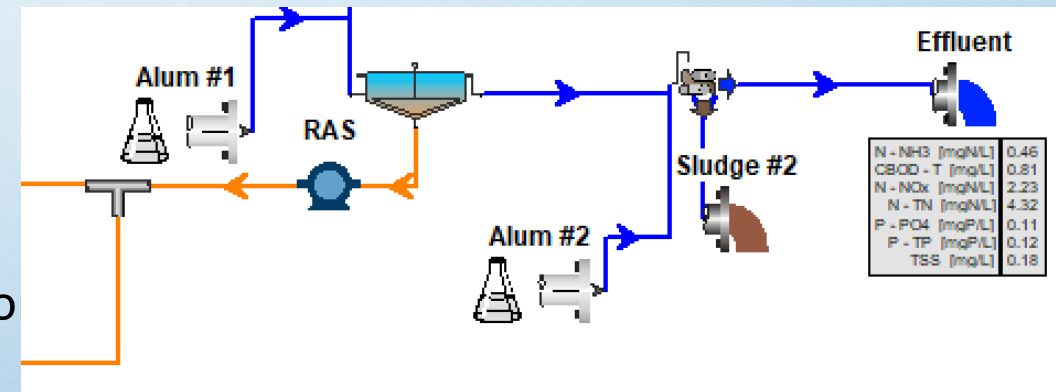 Effluent
Alum #1
RAS
Sludge #2
Alum #2
N - NH3 [mgN/L] 0.46
CBOD - T [mg/L] 0.81
N - NOx [mgN/L] 2.23
N - TN [mgN/L] 4.32
P - PO4 [mgP/L] 0.11
P - TP [mgP/L] 0.12
TSS [mg/L] 0.18